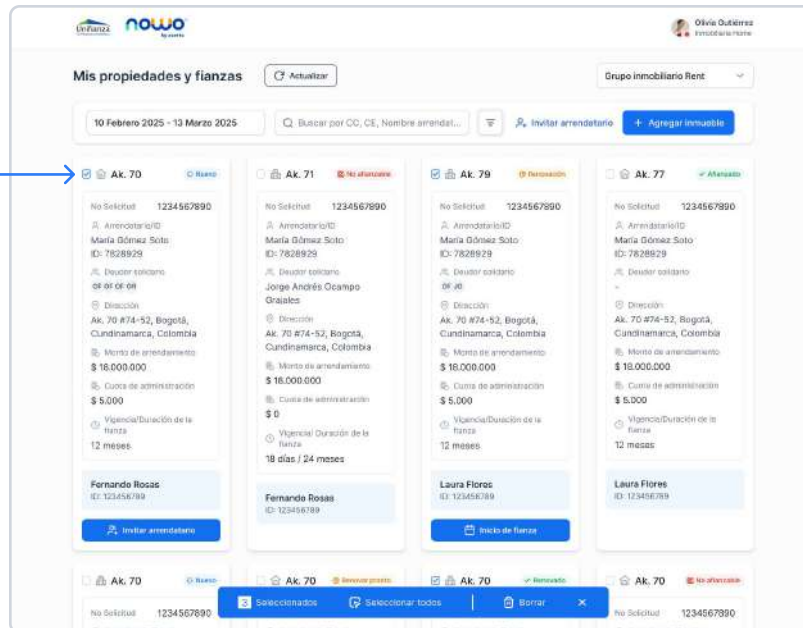 Unifianza
nowo
Olivia Gutiérrez
Mis propiedades y fianzas
Actualizar
Grupo inmobiliario Rent
10 Febrero 2025 - 13 Marzo 2025
Buscar por CC, CE, Nombre arrendat...
Invitar arrendatario
+ Agregar inmueble
Ak. 70
Nuevo
No Solicitud 1234567890
Arrendatario/ID
María Gómez Soto
ID: 7828929
Deudor solidario
OF OF OF OR
Dirección
Ak. 70 #74-52, Bogotá,
Cundinamarca, Colombia
Monto de arrendamiento
$ 18.000.000
Cuota de administración
$ 5.000
Vigencia/Duración de la
fianza
12 meses
Fernando Rosas
ID: 123456789
Invitar arrendatario
Ak. 71
No afianzable
No Solicitud 1234567890
Arrendatario/ID
María Gómez Soto
ID: 7828929
Deudor solidario
Jorge Andrés Ocampo
Grajales
Dirección
Ak. 70 #74-52, Bogotá,
Cundinamarca, Colombia
Monto de arrendamiento
$ 18.000.000
Cuota de administración
$ 0
Vigencia/ Duración de la
fianza
18 días / 24 meses
Fernando Rosas
ID: 123456789
Ak. 79
Renovación
No Solicitud 1234567890
Arrendatario/ID
María Gómez Soto
ID: 7828929
Deudor solidario
OF JO
Dirección
Ak. 70 #74-52, Bogotá,
Cundinamarca, Colombia
Monto de arrendamiento
$ 18.000.000
Cuota de administración
$ 5.000
Vigencia/Duración de la
fianza
12 meses
Laura Flores
ID: 123456789
Inicio de fianza
Ak. 77
Afianzado
No Solicitud 1234567890
Arrendatario/ID
María Gómez Soto
ID: 7828929
Deudor solidario
-
Dirección
Ak. 70 #74-52, Bogotá,
Cundinamarca, Colombia
Monto de arrendamiento
$ 18.000.000
Cuota de administración
$ 5.000
Vigencia/Duración de la
fianza
12 meses
Laura Flores
ID: 123456789
Ak. 70
Nuevo
No Solicitud 1234567890
Ak. 70
Renovar pronto
Ak. 70
Renovado
Ak. 70
No afianzable
No Solicitud 1234567890
3 Seleccionados
Seleccionar todos
Borrar